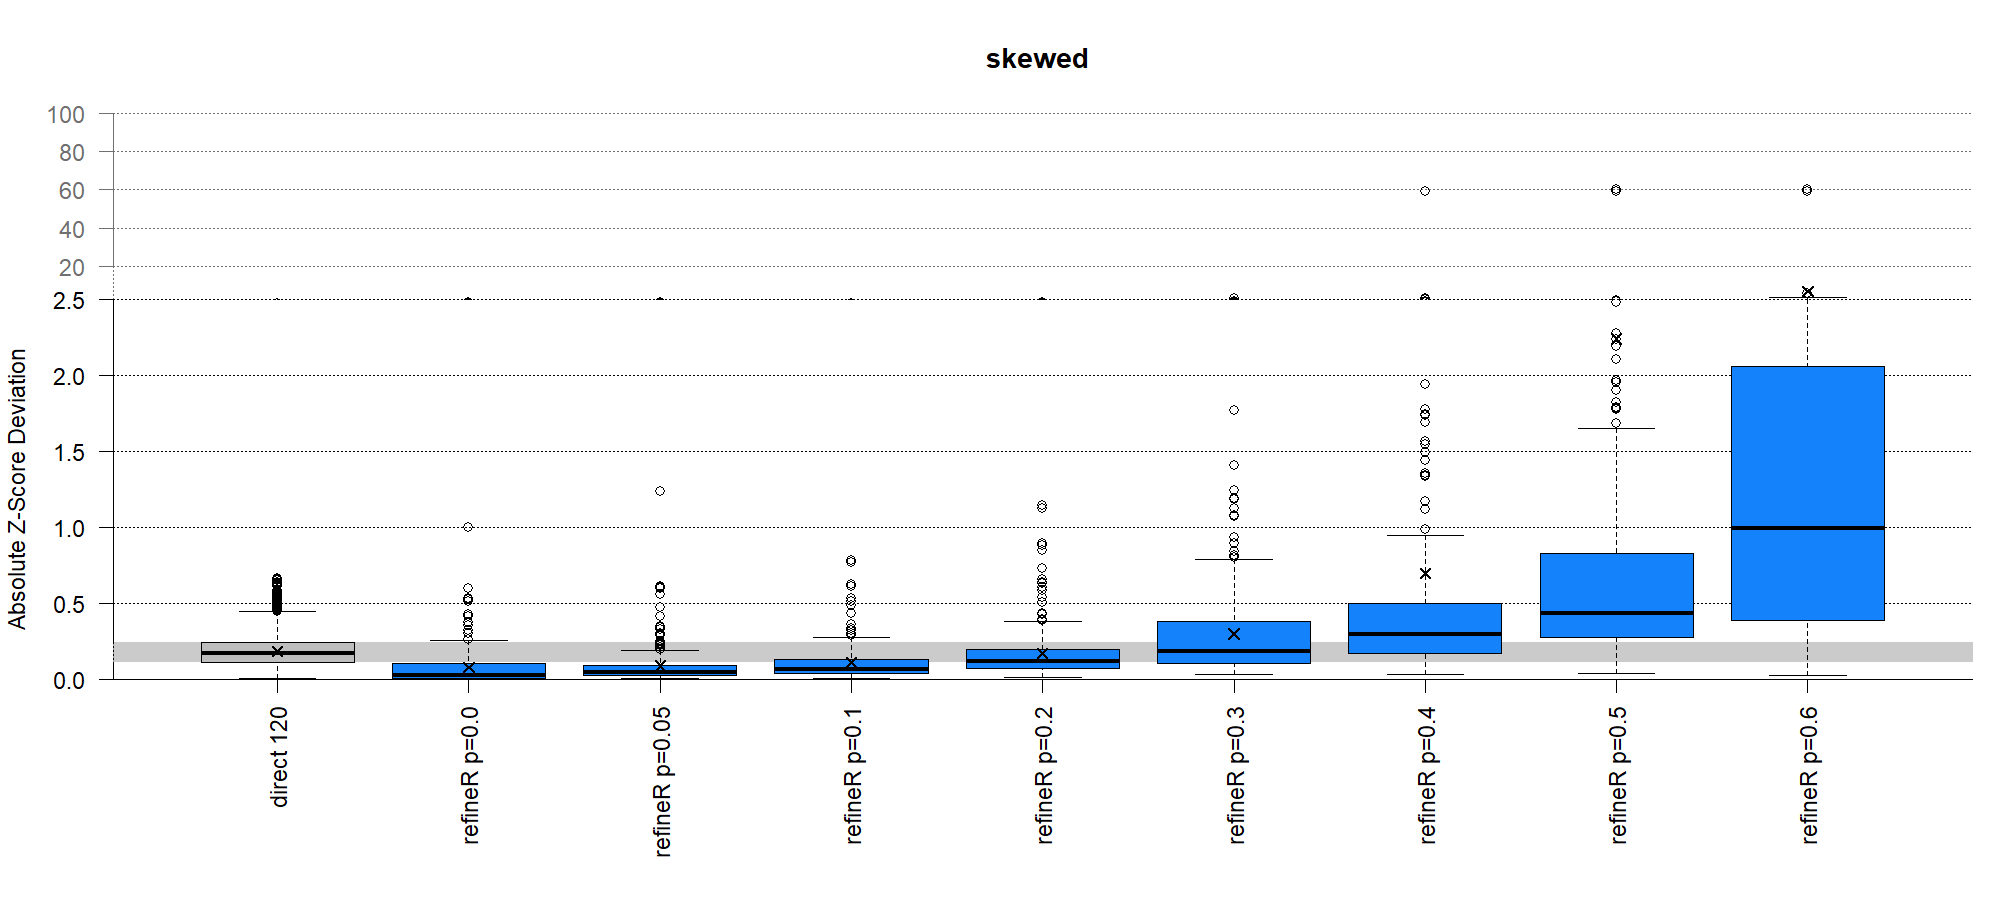 skewed
100
80
60
40
20
2.5
2.0
1.5
1.0
0.5
0.0
Absolute Z-Score Deviation
direct 120
refineR p=0.0
refineR p=0.05
refineR p=0.1
refineR p=0.2
refineR p=0.3
refineR p=0.4
refineR p=0.5
refineR p=0.6